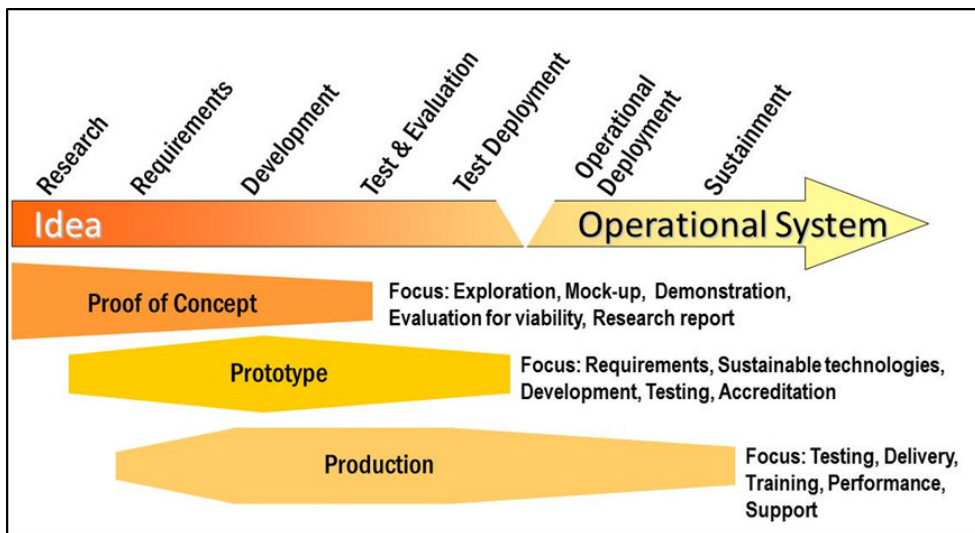 Research
Requirements
Development
Test & Evaluation
Test Deployment
Operational
Deployment
Sustainment
Idea
Operational System
Proof of Concept
Focus: Exploration, Mock-up, Demonstration,
Evaluation for viability, Research report
Prototype
Focus: Requirements, Sustainable technologies,
Development, Testing, Accreditation
Production
Focus: Testing, Delivery,
Training, Performance,
Support